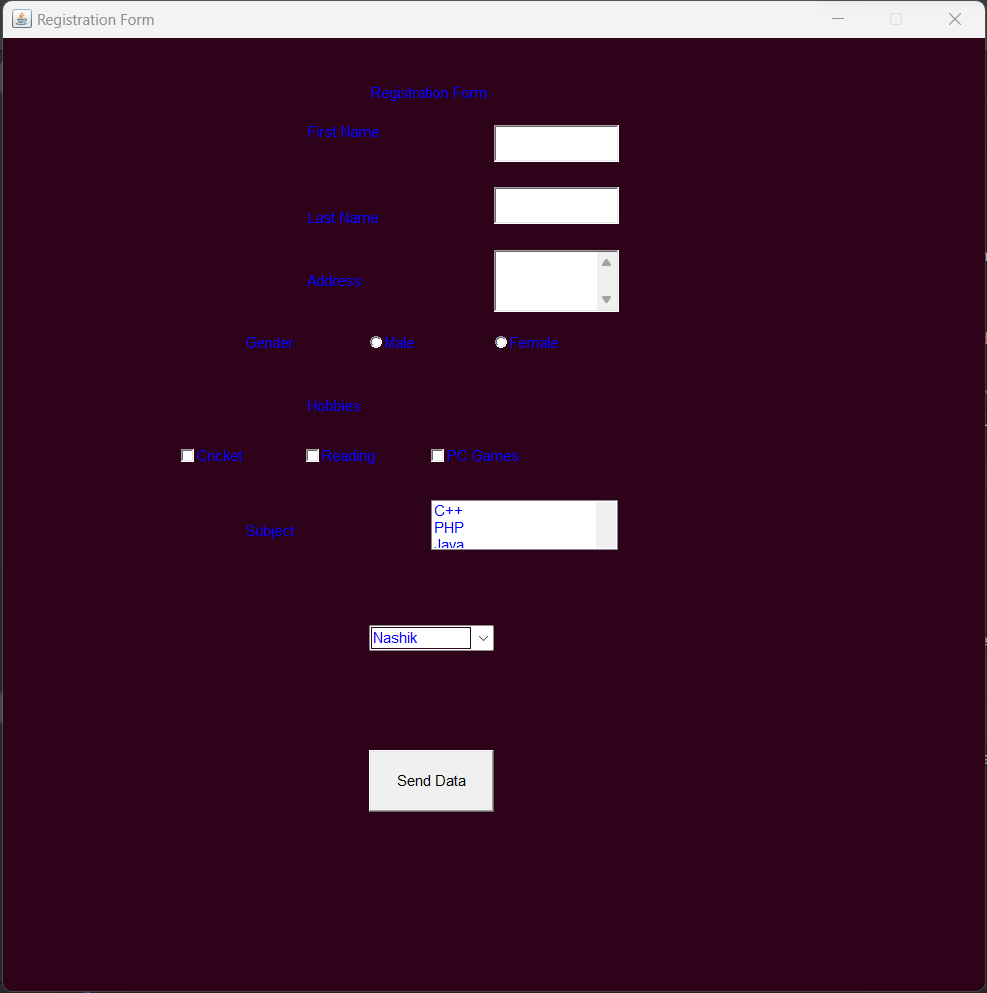 Registration Form
Registration Form
First Name
Last Name
Address
Gender Male Female
Hobbies
Cricket Reading PC Games
C++
PHP
Subject
Java
Nashik
Send Data